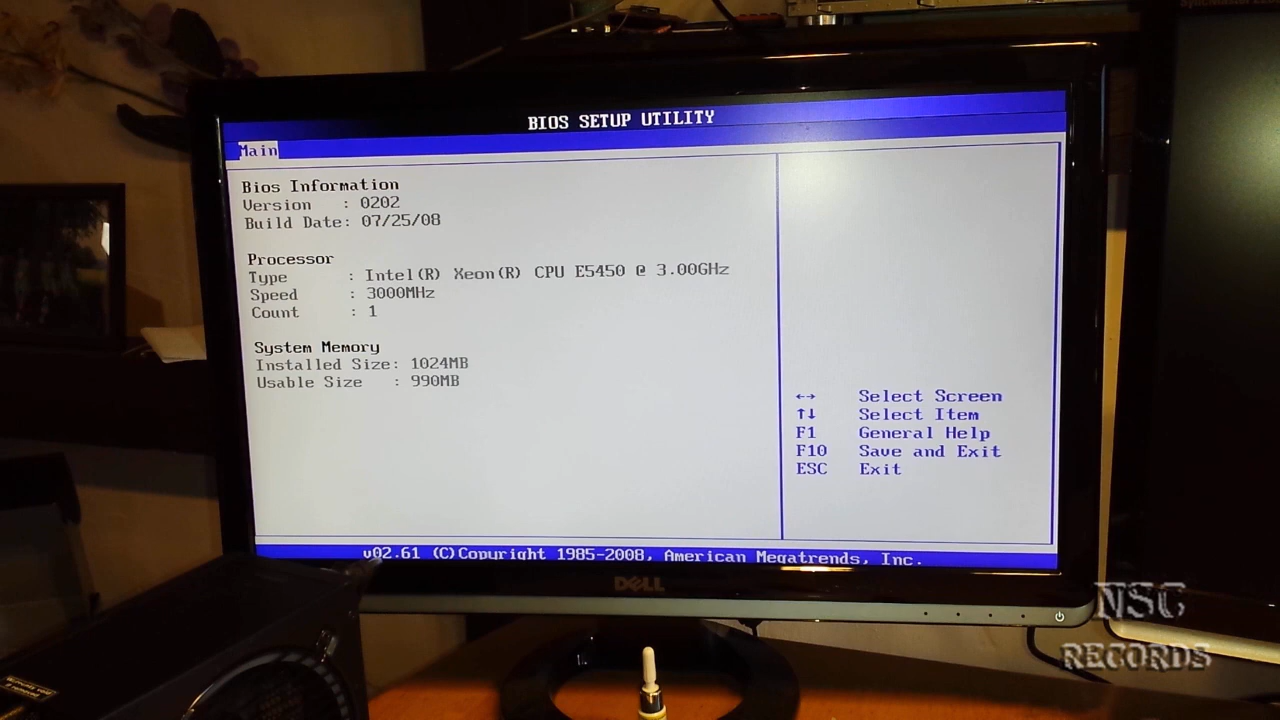 BIOS SETUP UTILITY
Main
Bios Information
Version : 0202
Build Date: 07/25/08
Processor
Type : Intel(R) Xeon(R) CPU E5450 @ 3.00GHz
Speed : 3000MHz
Count : 1
System Memory
Installed Size: 1024MB
Usable Size : 990MB
←→ Select Screen
↑↓ Select Item
F1 General Help
F10 Save and Exit
ESC Exit
v02.61 (C)Copyright 1985-2008, American Megatrends, Inc.
DELL
NSC
RECORDS